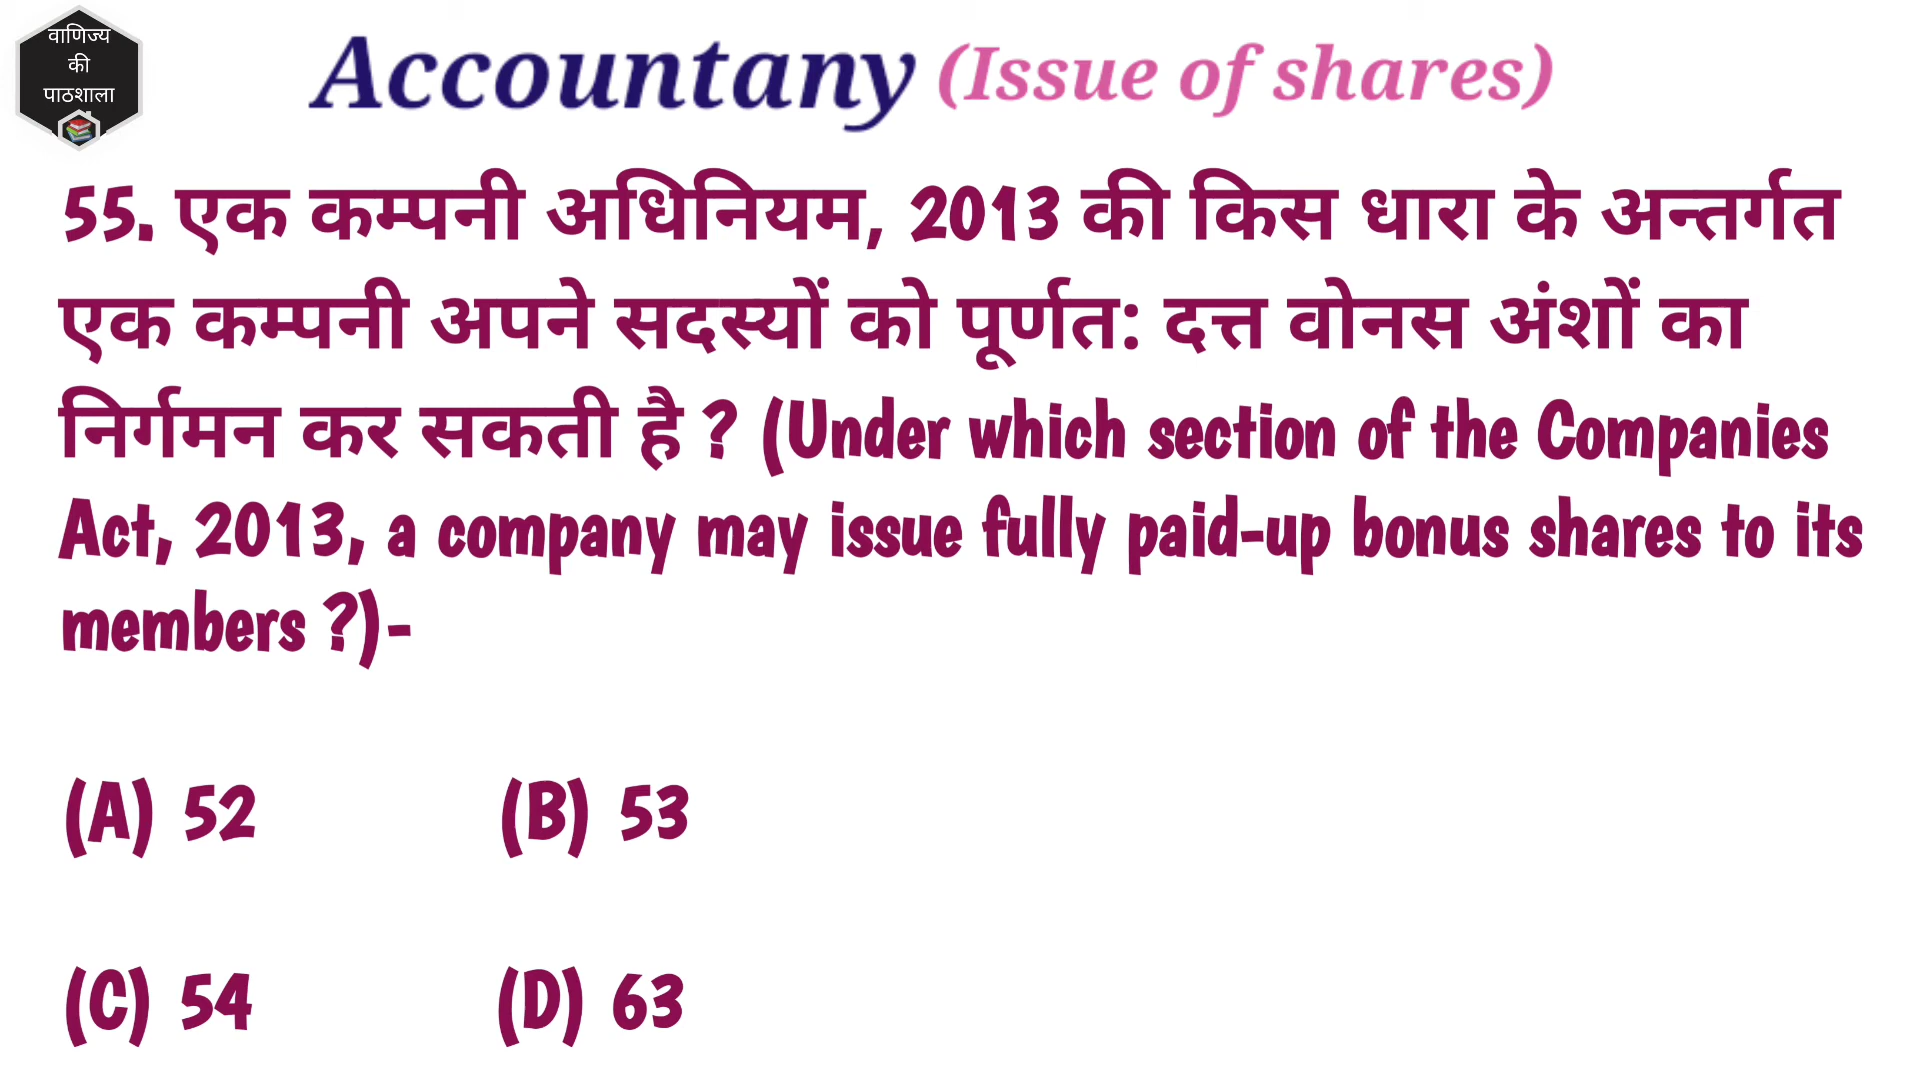 वाणिज्य
की
पाठशाला
Accountany (Issue of shares)
55. एक कम्पनी अधिनियम, 2013 की किस धारा के अन्तर्गत
एक कम्पनी अपने सदस्यों को पूर्णत: दत्त वोनस अंशों का
निर्गमन कर सकती है ? (Under which section of the Companies
Act, 2013, a company may issue fully paid-up bonus shares to its
members ?)-
(A) 52 (B) 53
(C) 54 (D) 63